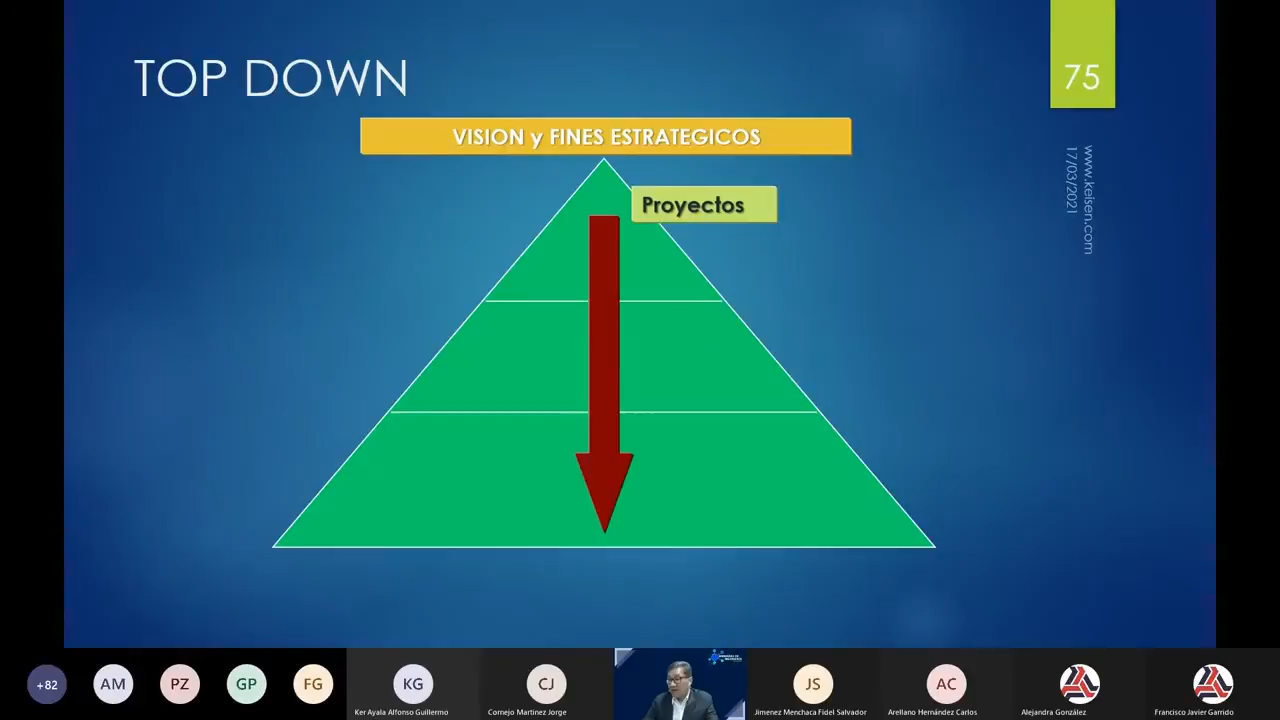 TOP DOWN
75
VISION y FINES ESTRATEGICOS
Proyectos
www.keisen.com
17/03/2021
+82
AM
PZ
GP
FG
KG
CJ
JS
AC
Ker Ayala Alfonso Guillermo
Cornejo Martinez Jorge
Jimenez Menchaca Fidel Salvador
Arellano Hernández Carlos
Alejandra González
Francisco Javier Garrido